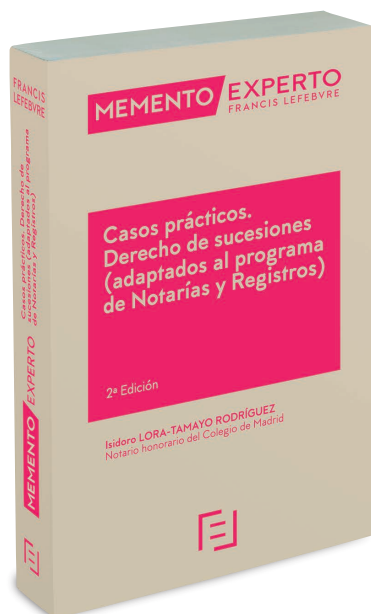 MEMENTO EXPERTO
FRANCIS LEFEBVRE
Casos prácticos.
Derecho de sucesiones
(adaptados al programa
de Notarías y Registros)
2ª Edición
Isidoro LORA-TAMAYO RODRÍGUEZ
Notario honorario del Colegio de Madrid
FRANCIS
LEFEBVRE
Casos prácticos. Derecho de
sucesiones (adaptados al programa
de Notarías y Registros)
MEMENTO EXPERTO